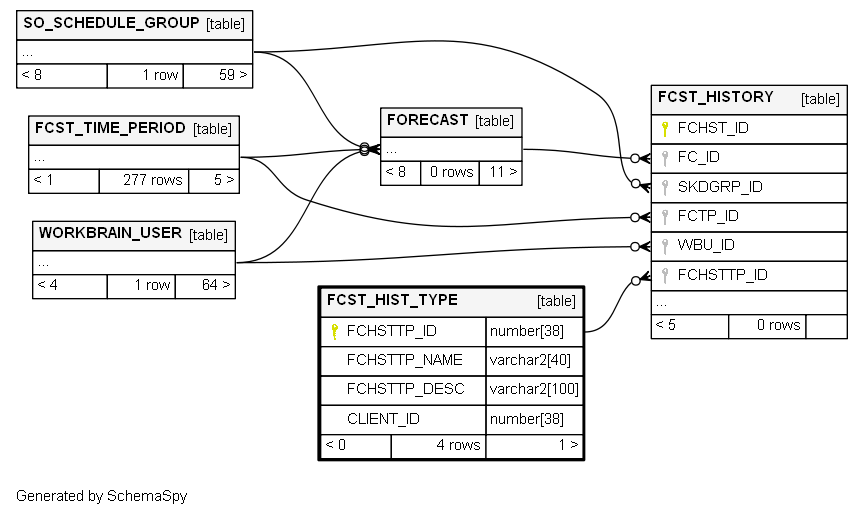 SO_SCHEDULE_GROUP [table]
...
< 8 1 row 59 >
FCST_TIME_PERIOD [table]
...
< 1 277 rows 5 >
WORKBRAIN_USER [table]
...
< 4 1 row 64 >
FORECAST [table]
...
< 8 0 rows 11 >
FCST_HIST_TYPE [table]
FCHSTTP_ID number[38]
FCHSTTP_NAME varchar2[40]
FCHSTTP_DESC varchar2[100]
CLIENT_ID number[38]
< 0 4 rows 1 >
FCST_HISTORY [table]
FCHST_ID
FC_ID
SKDGRP_ID
FCTP_ID
WBU_ID
FCHSTTP_ID
...
< 5 0 rows
Generated by SchemaSpy